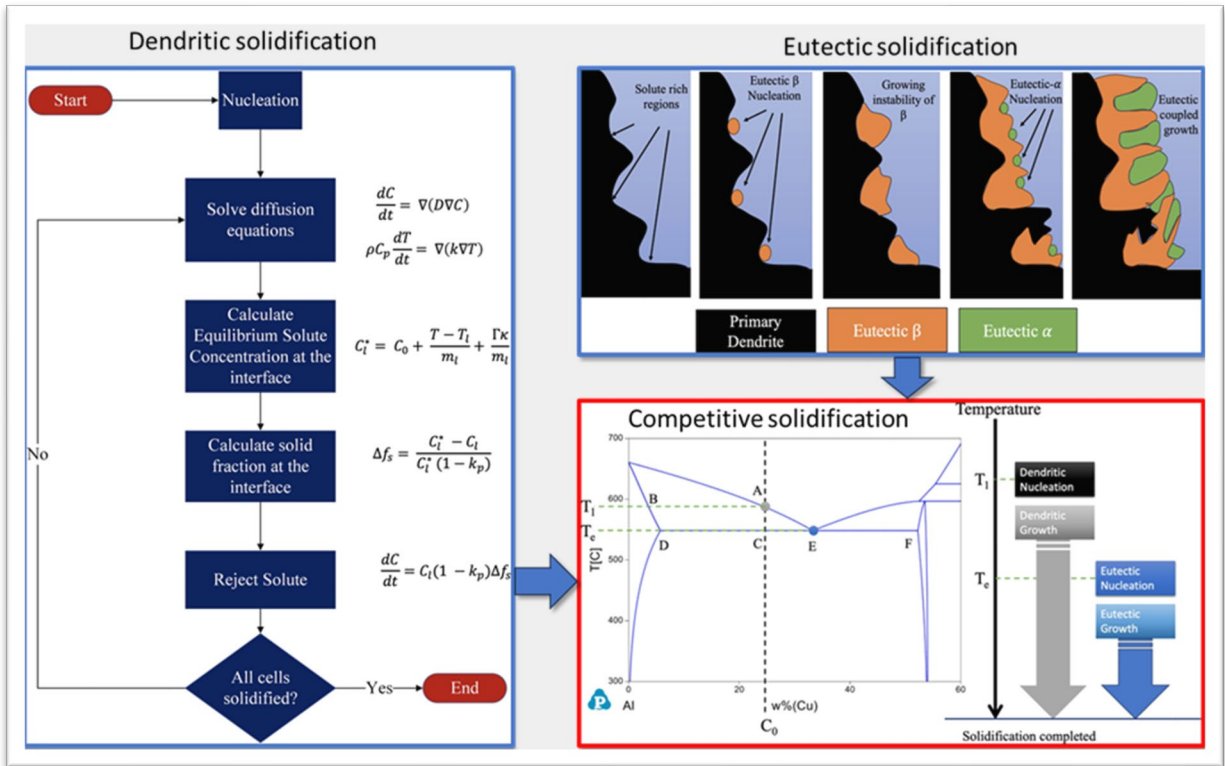 Dendritic solidification
Start
Nucleation
Solve diffusion
equations
dC/dt = ∇(D∇C)
ρC_p dT/dt = ∇(k∇T)
Calculate
Equilibrium Solute
Concentration at the
interface
C_l^* = C_0 + (T − T_l)/m_l + Γκ/m_l
Calculate solid
fraction at the
interface
Δf_s = (C_l^* − C_l)/(C_l^* (1 − k_p))
Reject Solute
dC/dt = C_l(1 − k_p)Δf_s
All cells
solidified?
No
Yes
End
Eutectic solidification
Solute rich
regions
Eutectic β
Nucleation
Growing
instability of
β
Eutectic-α
Nucleation
Eutectic
coupled
growth
Primary
Dendrite
Eutectic β
Eutectic α
Competitive solidification
700
600
500
400
300
T[C]
T_l
T_e
A
B
C
D
E
F
0
20
40
60
Al
w%(Cu)
C_0
P
Temperature
T_l
Dendritic
Nucleation
Dendritic
Growth
T_e
Eutectic
Nucleation
Eutectic
Growth
Solidification completed